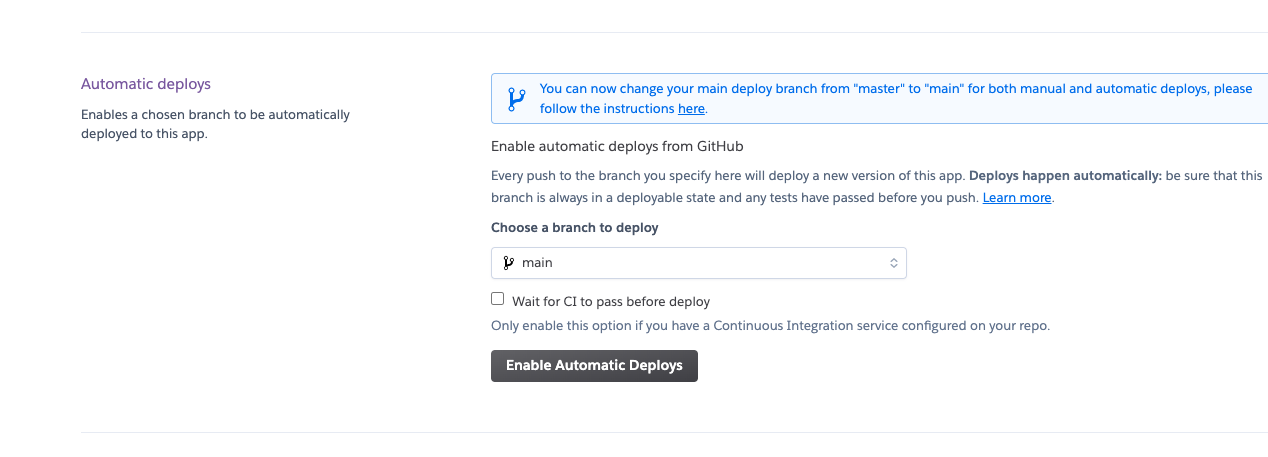 Automatic deploys
Enables a chosen branch to be automatically
deployed to this app.
You can now change your main deploy branch from "master" to "main" for both manual and automatic deploys, please
follow the instructions here.
Enable automatic deploys from GitHub
Every push to the branch you specify here will deploy a new version of this app. Deploys happen automatically: be sure that this
branch is always in a deployable state and any tests have passed before you push. Learn more.
Choose a branch to deploy
main
Wait for CI to pass before deploy
Only enable this option if you have a Continuous Integration service configured on your repo.
Enable Automatic Deploys